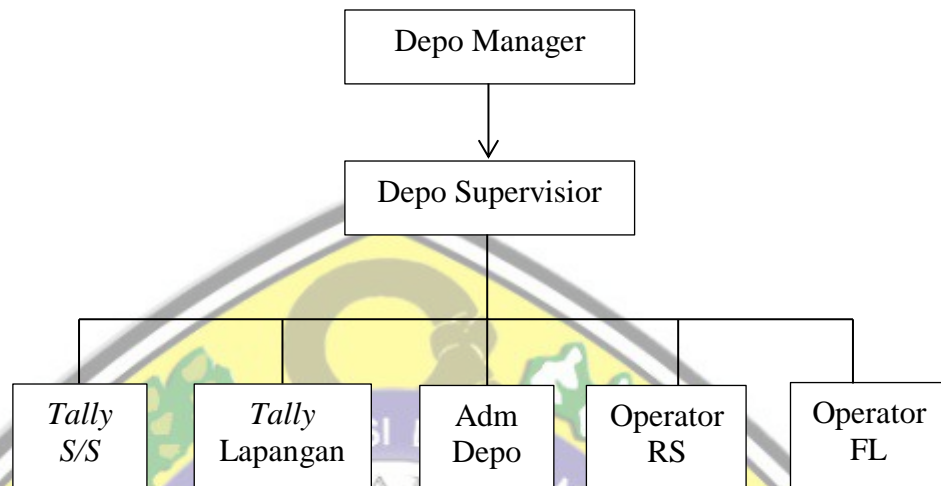 Depo Manager
Depo Supervisior
Tally
S/S
Tally
Lapangan
Adm
Depo
Operator
RS
Operator
FL